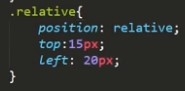 .relative{
position: relative;
top:15px;
left: 20px;
}